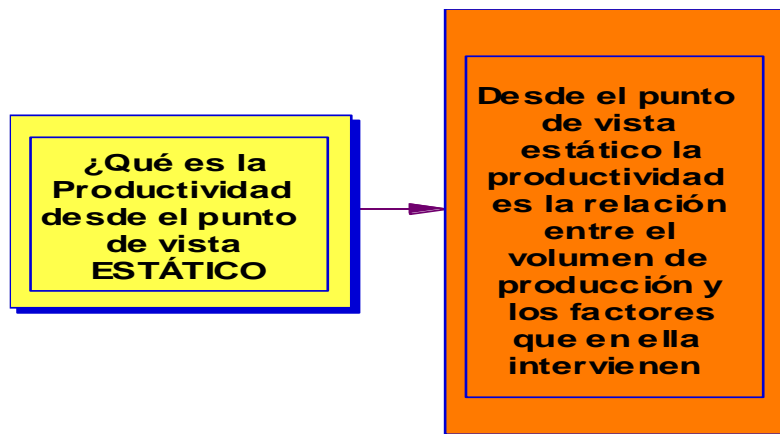 ¿Qué es la
Productividad
desde el punto
de vista
ESTÁTICO
Desde el punto
de vista
estático la
productividad
es la relación
entre el
volumen de
producción y
los factores
que en ella
intervienen